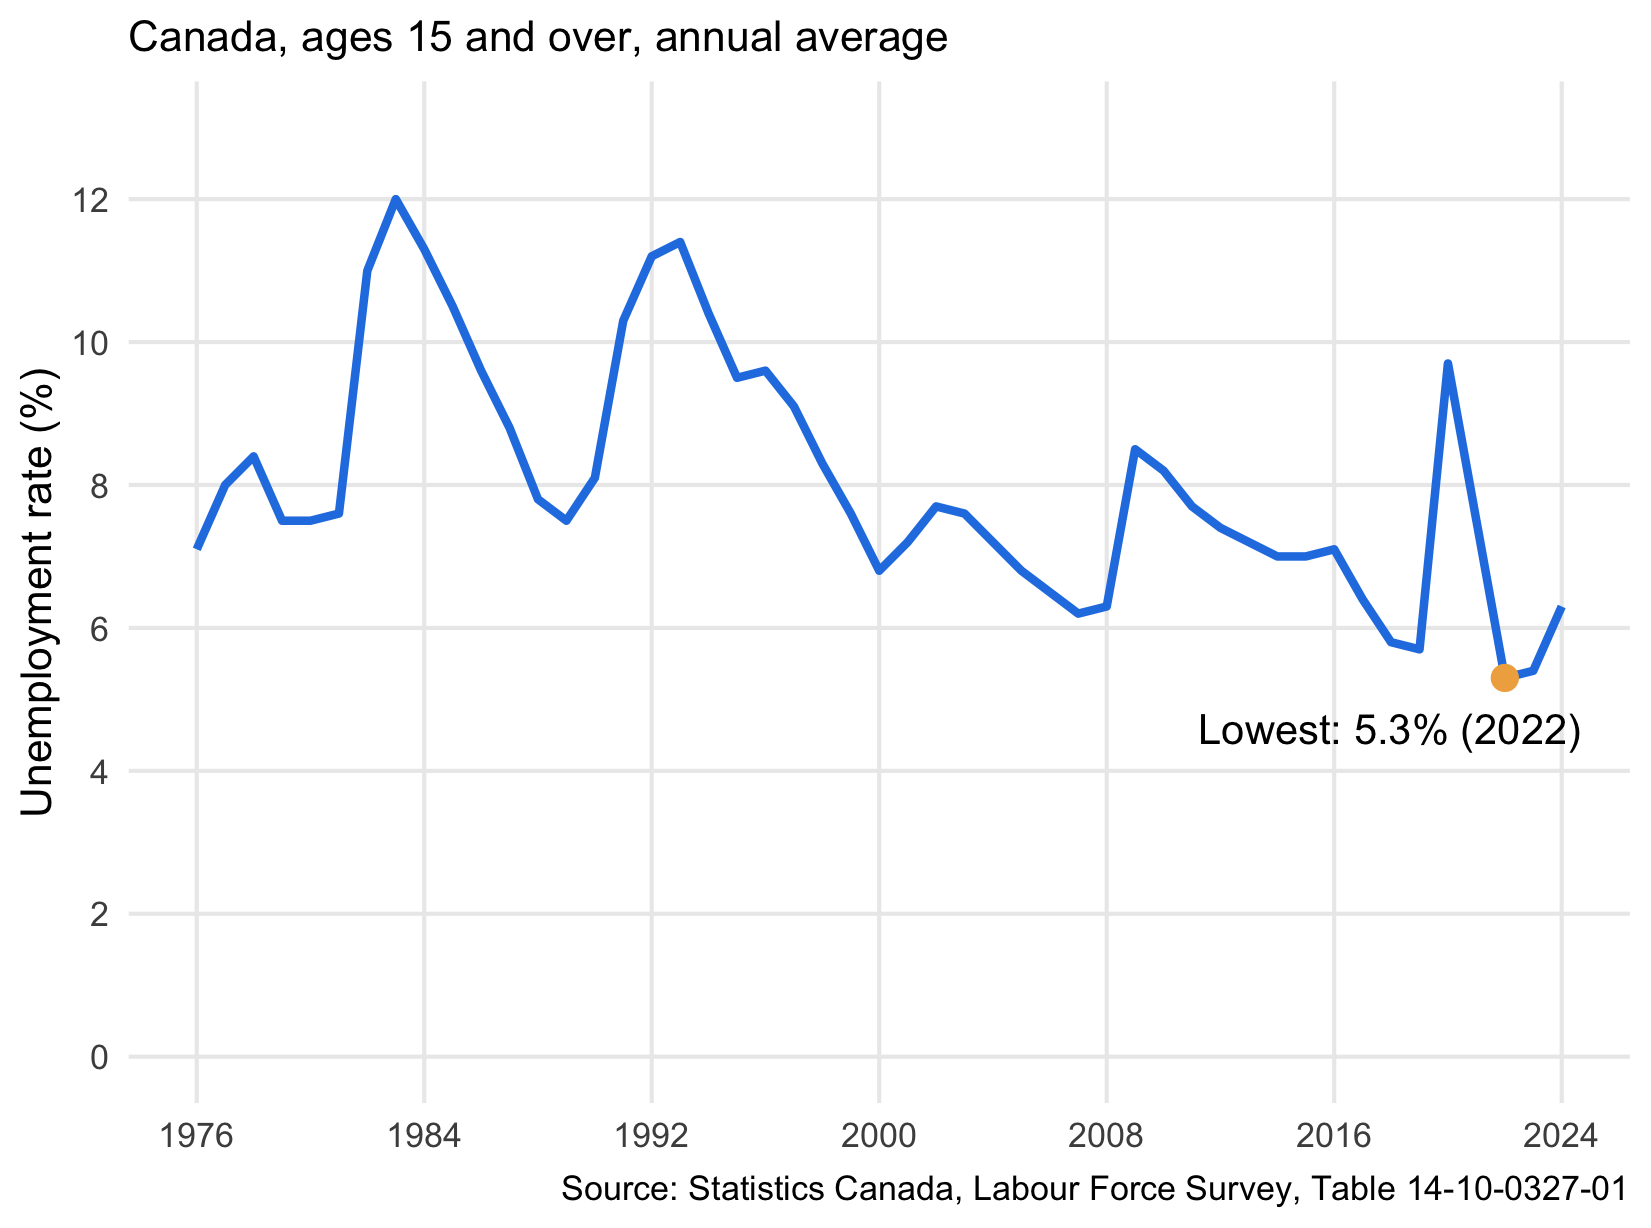 Canada, ages 15 and over, annual average
Unemployment rate (%)
12
10
8
6
4
2
0
Lowest: 5.3% (2022)
1976 1984 1992 2000 2008 2016 2024
Source: Statistics Canada, Labour Force Survey, Table 14-10-0327-01